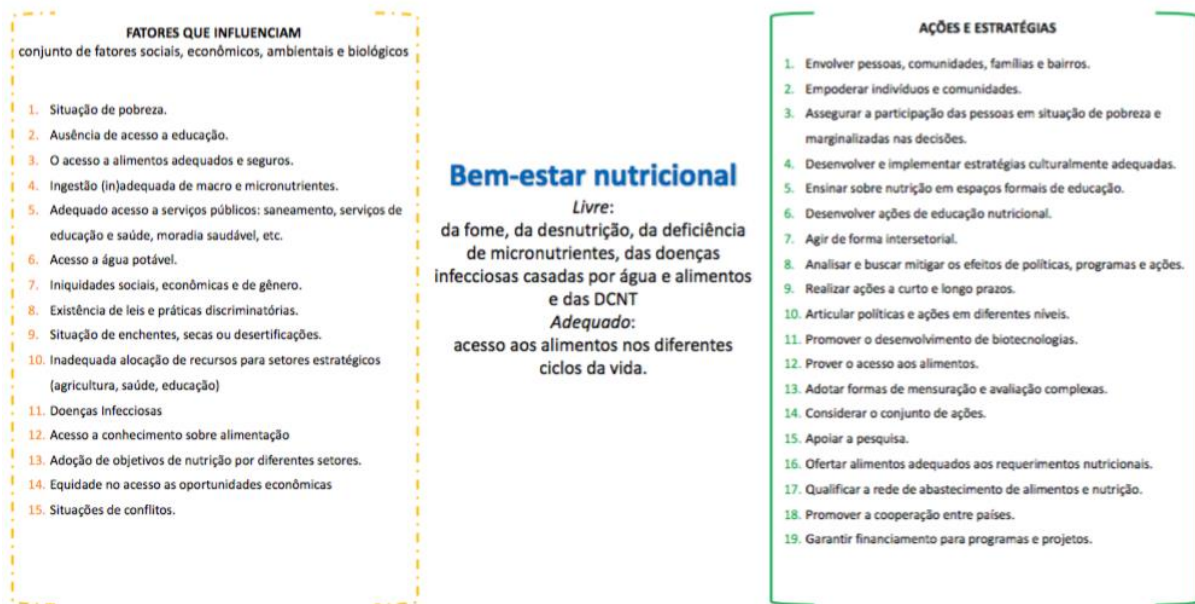 FATORES QUE INFLUENCIAM
conjunto de fatores sociais, econômicos, ambientais e biológicos
1. Situação de pobreza.
2. Ausência de acesso a educação.
3. O acesso a alimentos adequados e seguros.
4. Ingestão (in)adequada de macro e micronutrientes.
5. Adequado acesso a serviços públicos: saneamento, serviços de
educação e saúde, moradia saudável, etc.
6. Acesso a água potável.
7. Iniquidades sociais, econômicas e de gênero.
8. Existência de leis e práticas discriminatórias.
9. Situação de enchentes, secas ou desertificações.
10. Inadequada alocação de recursos para setores estratégicos
(agricultura, saúde, educação)
11. Doenças Infecciosas
12. Acesso a conhecimento sobre alimentação
13. Adoção de objetivos de nutrição por diferentes setores.
14. Equidade no acesso as oportunidades econômicas
15. Situações de conflitos.
Bem-estar nutricional
Livre:
da fome, da desnutrição, da deficiência
de micronutrientes, das doenças
infecciosas casadas por água e alimentos
e das DCNT
Adequado:
acesso aos alimentos nos diferentes
ciclos da vida.
AÇÕES E ESTRATÉGIAS
1. Envolver pessoas, comunidades, famílias e bairros.
2. Empoderar indivíduos e comunidades.
3. Assegurar a participação das pessoas em situação de pobreza e
marginalizadas nas decisões.
4. Desenvolver e implementar estratégias culturalmente adequadas.
5. Ensinar sobre nutrição em espaços formais de educação.
6. Desenvolver ações de educação nutricional.
7. Agir de forma intersetorial.
8. Analisar e buscar mitigar os efeitos de políticas, programas e ações.
9. Realizar ações a curto e longo prazos.
10. Articular políticas e ações em diferentes níveis.
11. Promover o desenvolvimento de biotecnologias.
12. Prover o acesso aos alimentos.
13. Adotar formas de mensuração e avaliação complexas.
14. Considerar o conjunto de ações.
15. Apoiar a pesquisa.
16. Ofertar alimentos adequados aos requerimentos nutricionais.
17. Qualificar a rede de abastecimento de alimentos e nutrição.
18. Promover a cooperação entre países.
19. Garantir financiamento para programas e projetos.